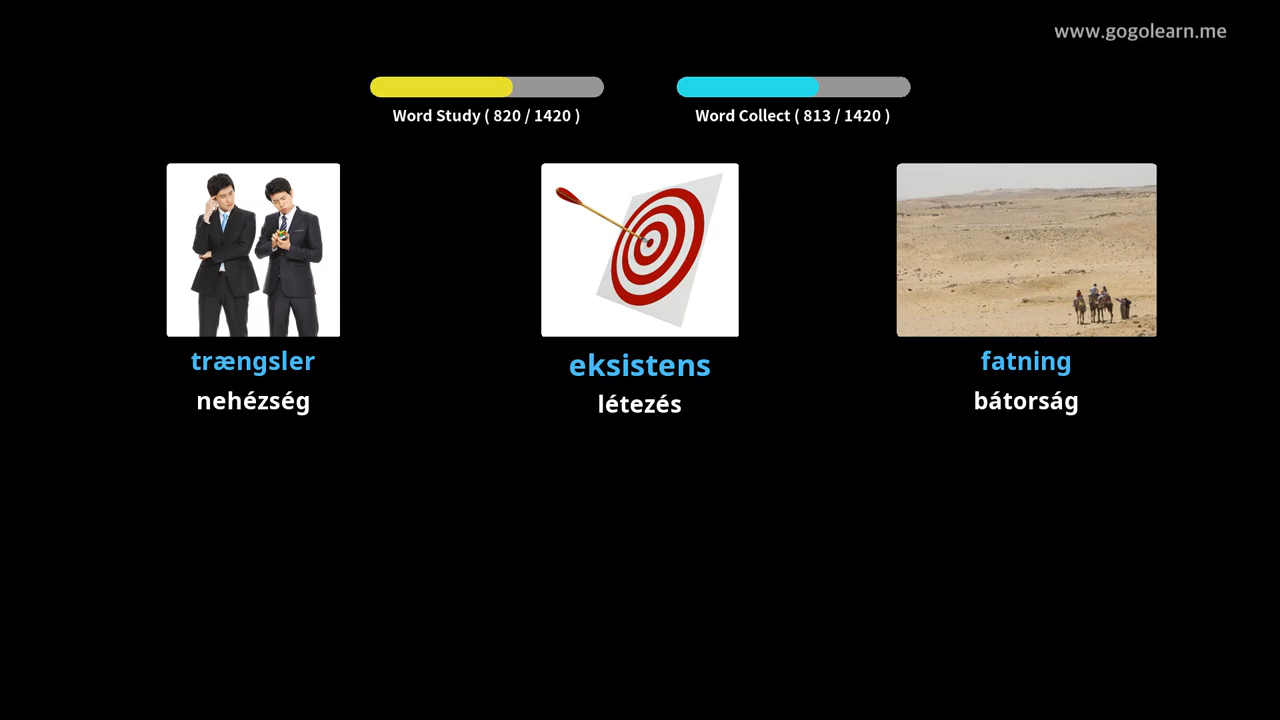 www.gogolearn.me
Word Study ( 820 / 1420 )
Word Collect ( 813 / 1420 )
trængsler
nehézség
eksistens
létezés
fatning
bátorság